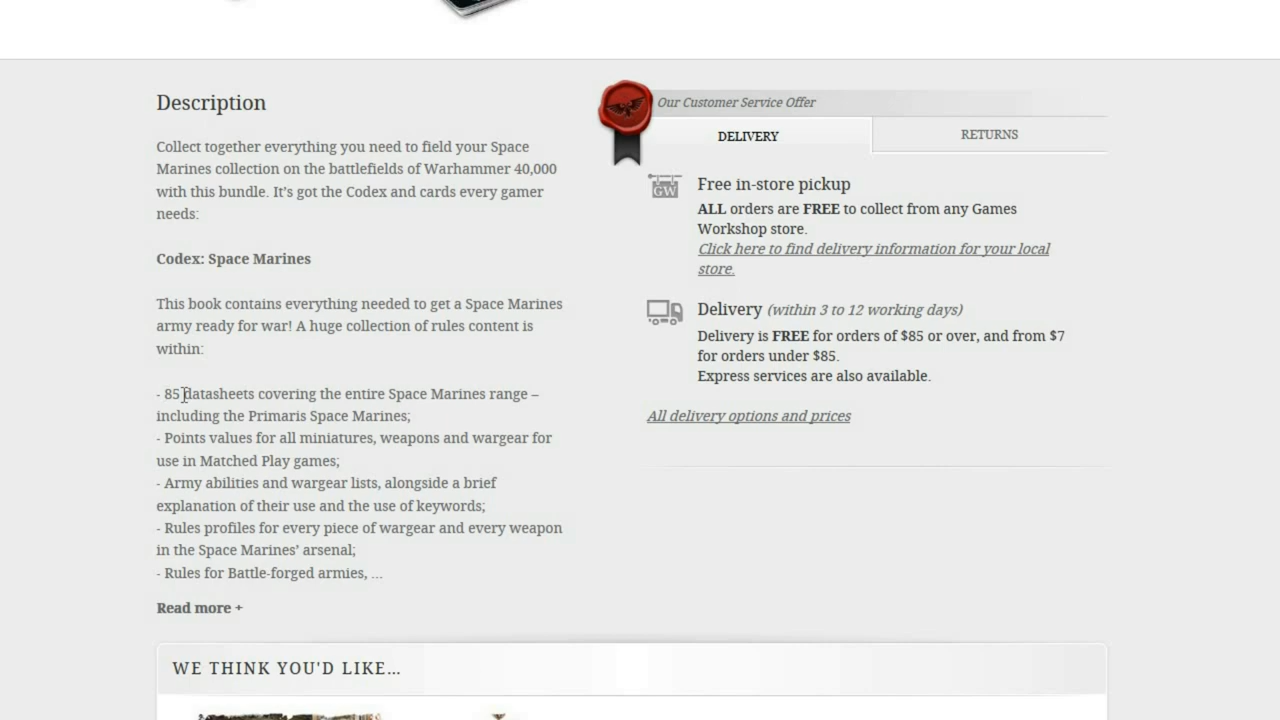 Description
Collect together everything you need to field your Space
Marines collection on the battlefields of Warhammer 40,000
with this bundle. It’s got the Codex and cards every gamer
needs:
Codex: Space Marines
This book contains everything needed to get a Space Marines
army ready for war! A huge collection of rules content is
within:
- 85 datasheets covering the entire Space Marines range –
including the Primaris Space Marines;
- Points values for all miniatures, weapons and wargear for
use in Matched Play games;
- Army abilities and wargear lists, alongside a brief
explanation of their use and the use of keywords;
- Rules profiles for every piece of wargear and every weapon
in the Space Marines’ arsenal;
- Rules for Battle-forged armies, ...
Read more +
Our Customer Service Offer
DELIVERY
RETURNS
GW
Free in-store pickup
ALL orders are FREE to collect from any Games
Workshop store.
Click here to find delivery information for your local
store.
Delivery (within 3 to 12 working days)
Delivery is FREE for orders of $85 or over, and from $7
for orders under $85.
Express services are also available.
All delivery options and prices
WE THINK YOU'D LIKE...